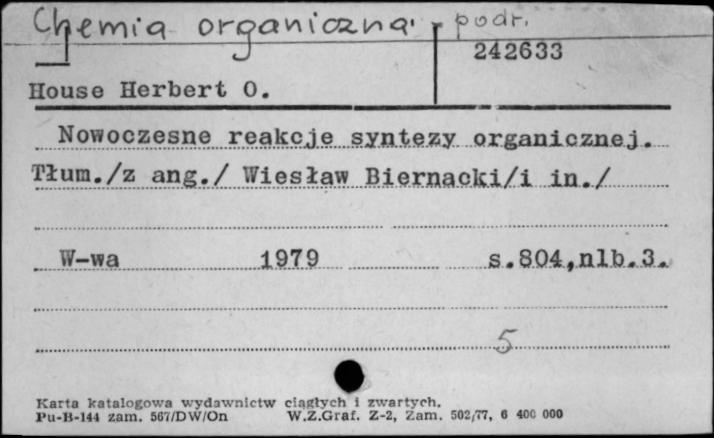 Chemia organiczna - podr.
242633
House Herbert O.
Nowoczesne reakcje syntezy organicznej.
Tłum./z ang./ Wiesław Biernacki/i in./
W-wa 1979 s.804,nlb.3.
5
Karta katalogowa wydawnictw ciągłych i zwartych.
Pu-B-144 zam. 567/DW/On W.Z.Graf. Z-2, Zam. 502/77, 6 400 000